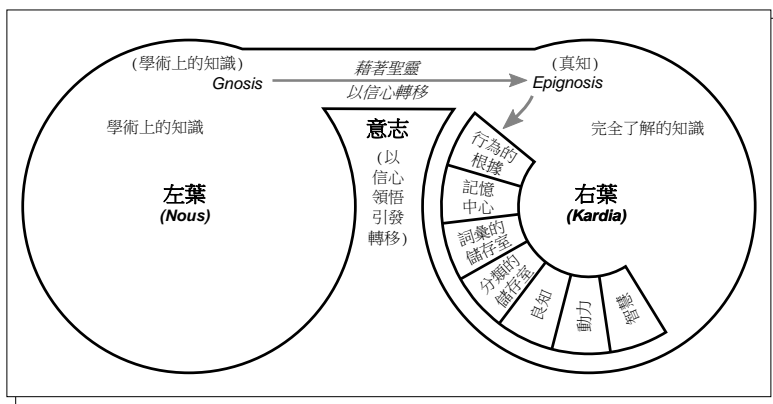 (學術上的知識)
Gnosis
藉著聖靈
以信心轉移
(真知)
Epignosis
學術上的知識
左葉
(Nous)
意志
(以
信心
領悟
引發
轉移)
完全了解的知識
右葉
(Kardia)
行為的
根據
記憶
中心
詞彙的
儲存室
分類的
儲存室
良知
動力
智慧